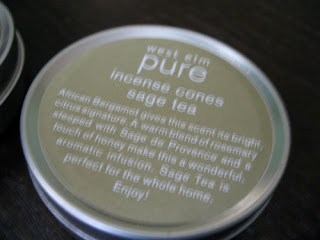 west elm
pure
incense cones
sage tea
African Bergamot gives this scent its bright,
citrus signature. A warm blend of rosemary
steeped with Sage de Provence and a
touch of honey make this a wonderful,
aromatic infusion. Sage Tea is
perfect for the whole home.
Enjoy!